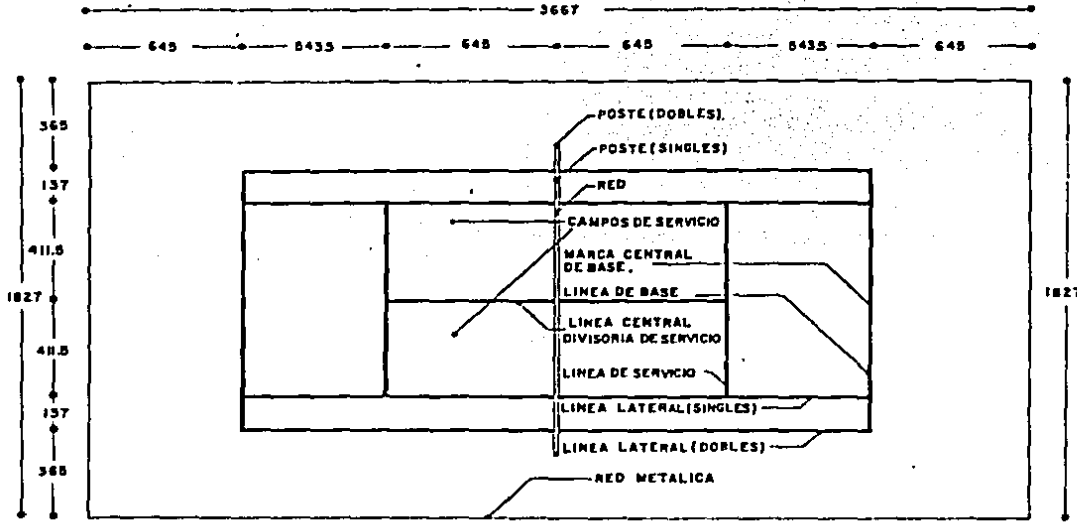 3667
645 5435 645 645 5435 645
365
137
411.5
1827
411.5
137
365
1827
POSTE(DOBLES).
POSTE(SINGLES)
RED
CAMPOS DE SERVICIO
MARCA CENTRAL
DE BASE.
LINEA DE BASE
LINEA CENTRAL
DIVISORIA DE SERVICIO
LINEA DE SERVICIO
LINEA LATERAL(SINGLES)
LINEA LATERAL(DOBLES)
RED METALICA